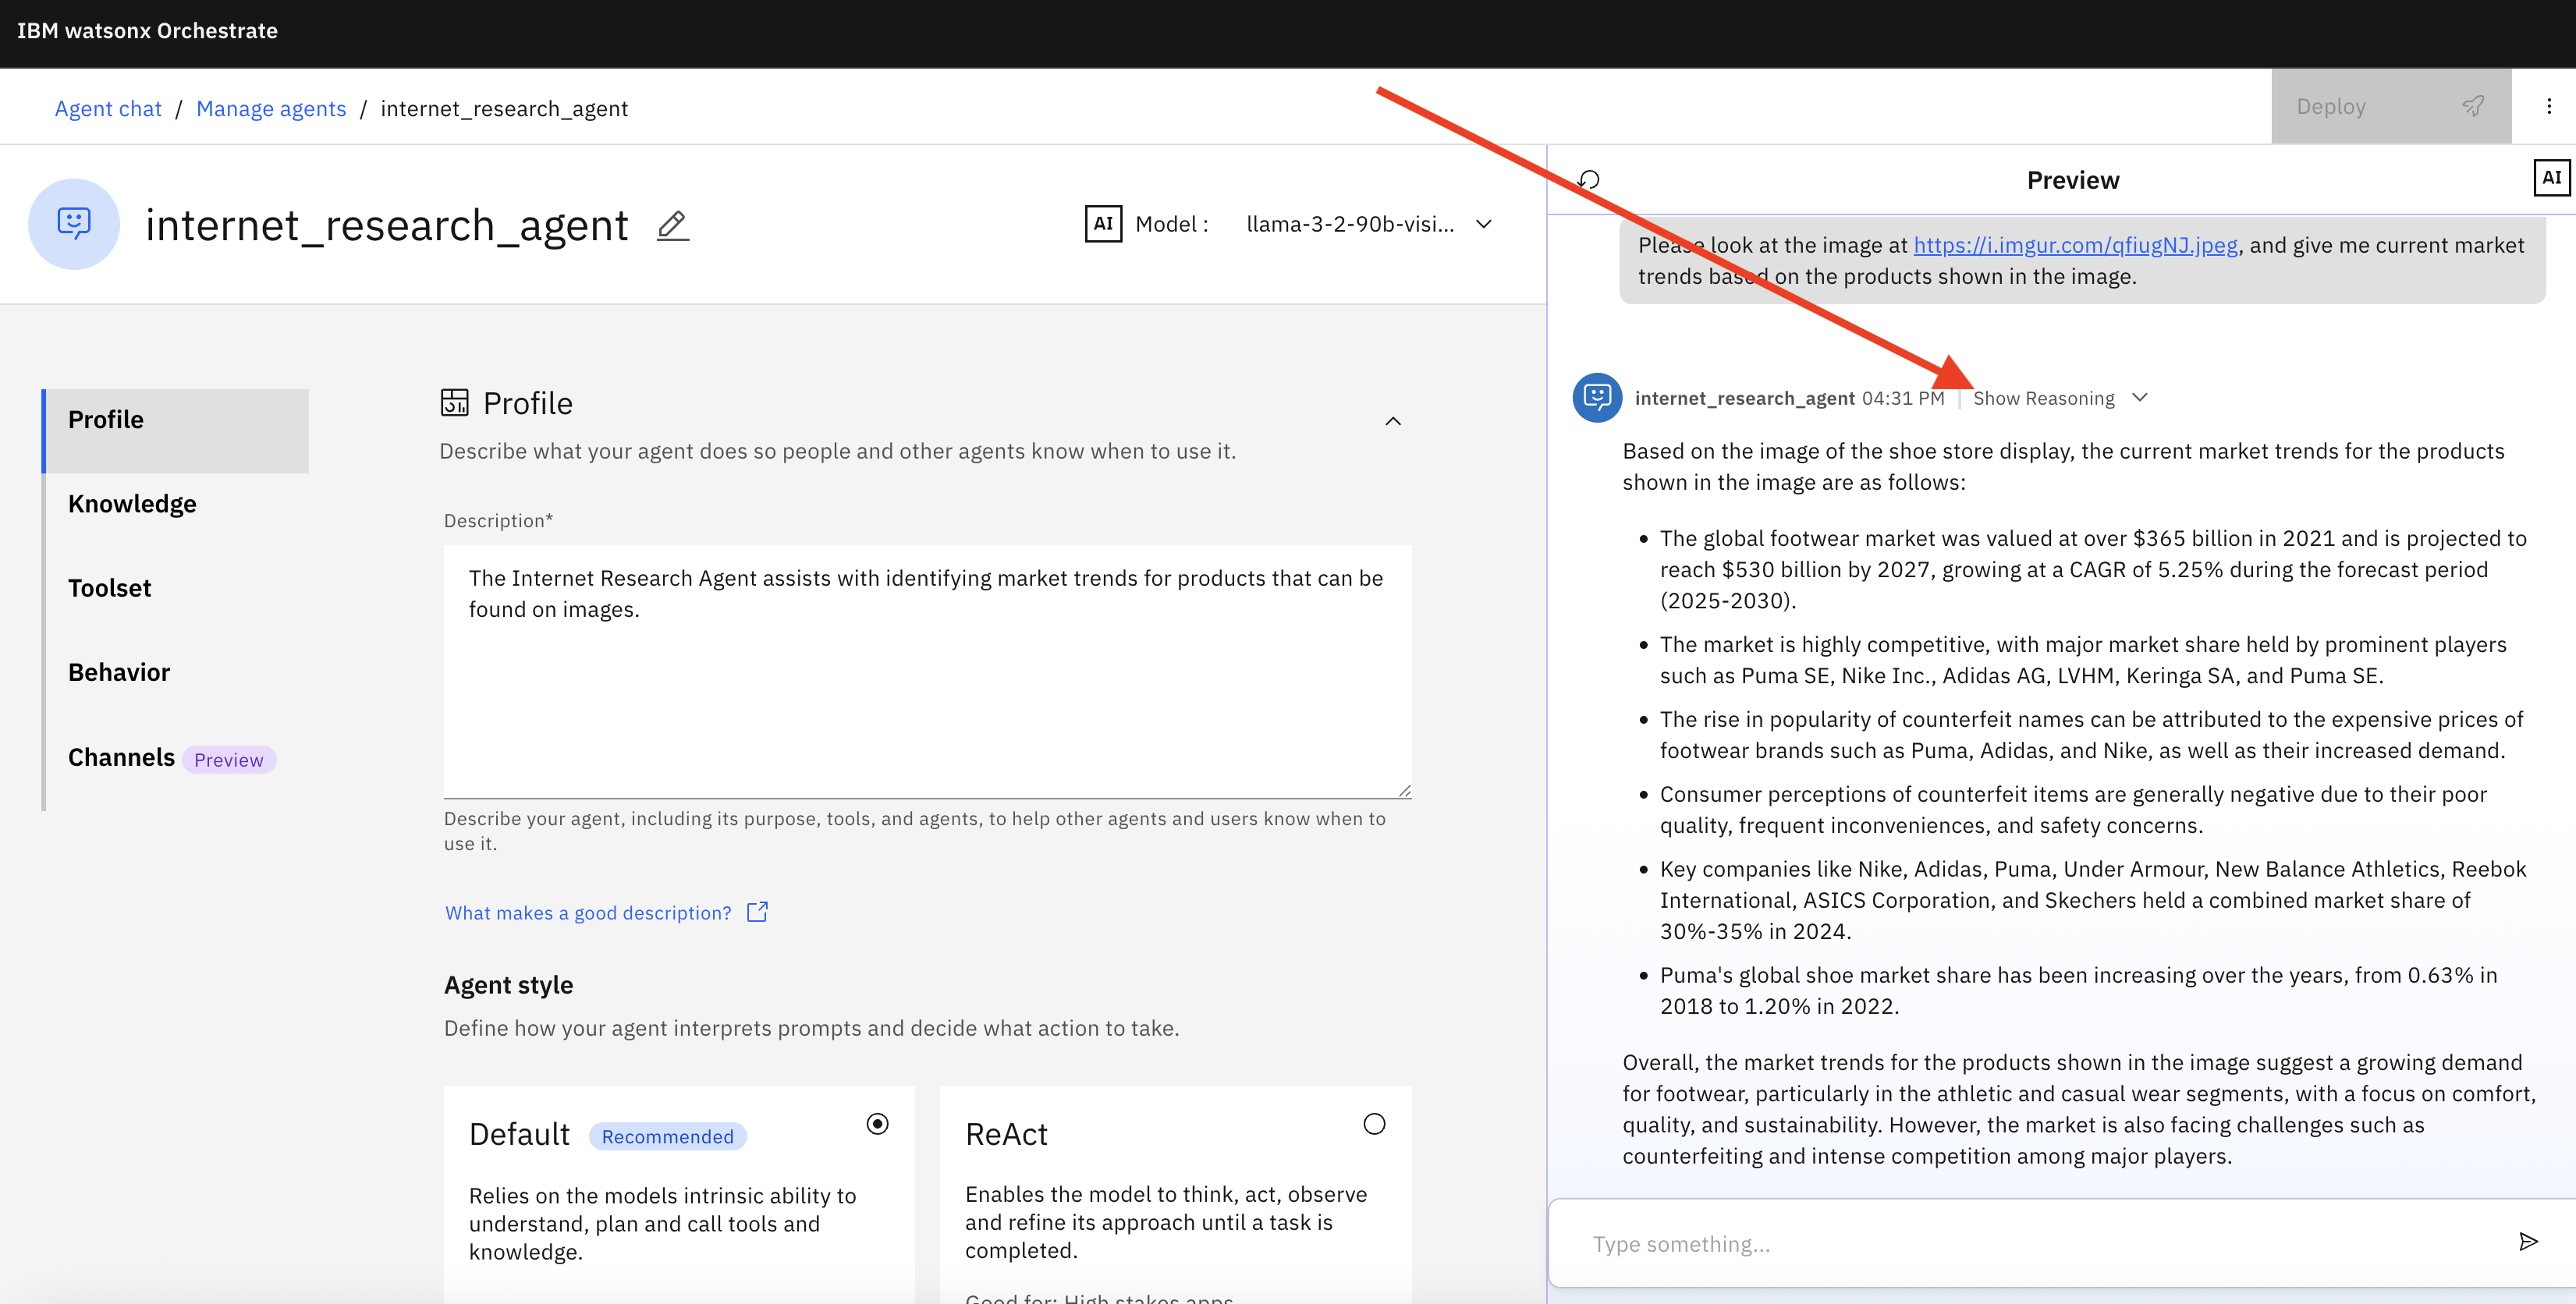 IBM watsonx Orchestrate
Agent chat / Manage agents / internet_research_agent
Deploy
internet_research_agent
AI Model : llama-3-2-90b-visi...
Profile
Knowledge
Toolset
Behavior
Channels Preview
Profile
Describe what your agent does so people and other agents know when to use it.
Description*
The Internet Research Agent assists with identifying market trends for products that can be
found on images.
Describe your agent, including its purpose, tools, and agents, to help other agents and users know when to
use it.
What makes a good description?
Agent style
Define how your agent interprets prompts and decide what action to take.
Default Recommended
Relies on the models intrinsic ability to
understand, plan and call tools and
knowledge.
ReAct
Enables the model to think, act, observe
and refine its approach until a task is
completed.
Good for: High stakes apps
Preview
AI
Please look at the image at https://i.imgur.com/qfiugNJ.jpeg, and give me current market
trends based on the products shown in the image.
internet_research_agent 04:31 PM Show Reasoning
Based on the image of the shoe store display, the current market trends for the products
shown in the image are as follows:
• The global footwear market was valued at over $365 billion in 2021 and is projected to
reach $530 billion by 2027, growing at a CAGR of 5.25% during the forecast period
(2025-2030).
• The market is highly competitive, with major market share held by prominent players
such as Puma SE, Nike Inc., Adidas AG, LVHM, Keringa SA, and Puma SE.
• The rise in popularity of counterfeit names can be attributed to the expensive prices of
footwear brands such as Puma, Adidas, and Nike, as well as their increased demand.
• Consumer perceptions of counterfeit items are generally negative due to their poor
quality, frequent inconveniences, and safety concerns.
• Key companies like Nike, Adidas, Puma, Under Armour, New Balance Athletics, Reebok
International, ASICS Corporation, and Skechers held a combined market share of
30%-35% in 2024.
• Puma's global shoe market share has been increasing over the years, from 0.63% in
2018 to 1.20% in 2022.
Overall, the market trends for the products shown in the image suggest a growing demand
for footwear, particularly in the athletic and casual wear segments, with a focus on comfort,
quality, and sustainability. However, the market is also facing challenges such as
counterfeiting and intense competition among major players.
Type something...